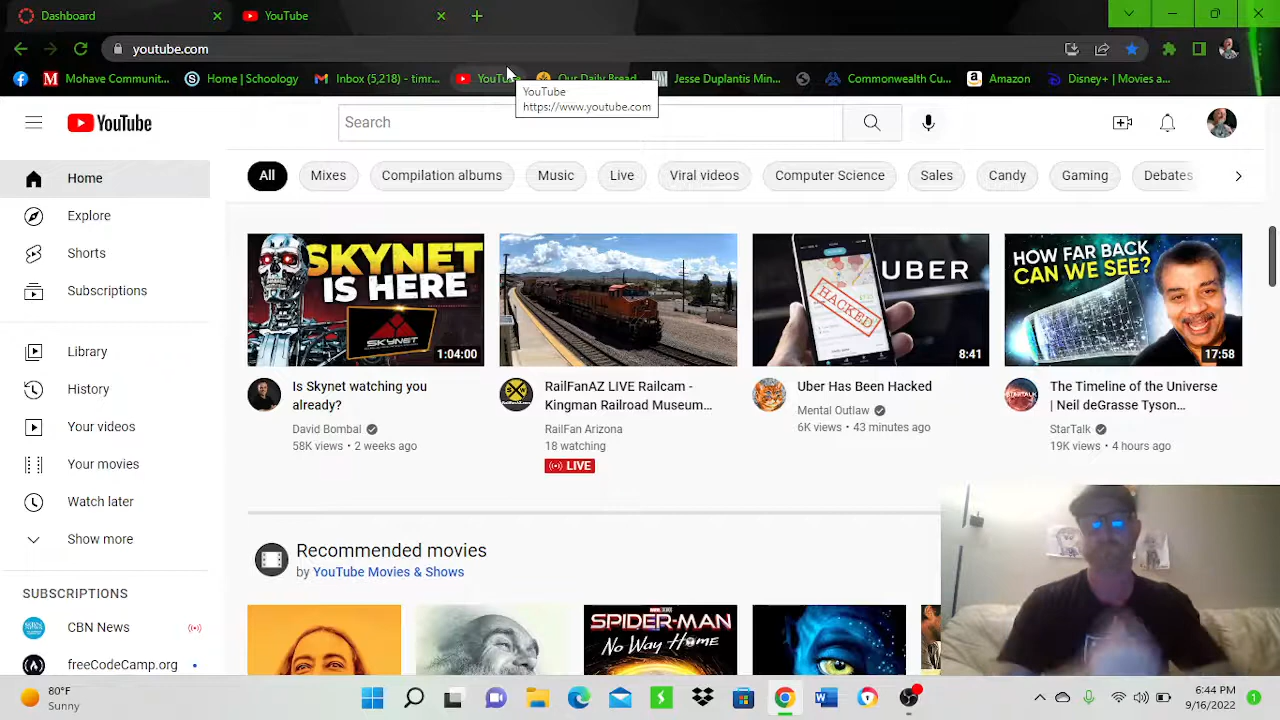 Dashboard
YouTube
youtube.com
Mohave Communit...
Home | Schoology
Inbox (5,218) - timr...
YouTu
Our Daily Bread
Jesse Duplantis Min...
Commonwealth Cu...
Amazon
Disney+ | Movies a...
YouTube
https://www.youtube.com
YouTube
Search
All
Mixes
Compilation albums
Music
Live
Viral videos
Computer Science
Sales
Candy
Gaming
Debates
Home
Explore
Shorts
Subscriptions
Library
History
Your videos
Your movies
Watch later
Show more
SUBSCRIPTIONS
CBN News
freeCodeCamp.org
SKYNET
IS HERE
SKYNET
1:04:00
Is Skynet watching you
already?
David Bombal
58K views • 2 weeks ago
RailFanAZ LIVE Railcam -
Kingman Railroad Museum...
RailFan Arizona
18 watching
LIVE
UBER
HACKED
8:41
Uber Has Been Hacked
Mental Outlaw
6K views • 43 minutes ago
HOW FAR BACK
CAN WE SEE?
17:58
STARTALK
The Timeline of the Universe
| Neil deGrasse Tyson...
StarTalk
19K views • 4 hours ago
Recommended movies
by YouTube Movies & Shows
SPIDER-MAN
No Way Home
80°F
Sunny
6:44 PM
9/16/2022
1